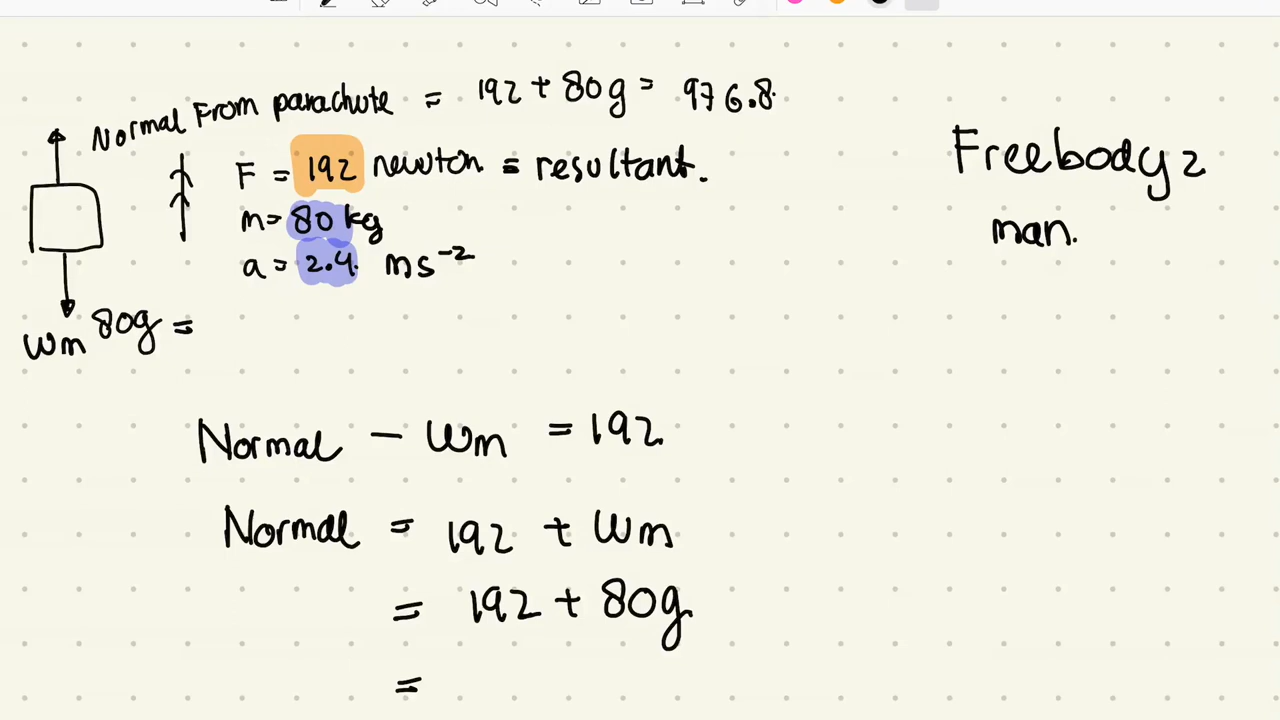 Normal From parachute = 192 + 80g = 976.8
F = 192 newton = resultant.
m= 80 kg
a = 2.4. ms⁻²
Wm 80g =
Freebody 2
man.
Normal - Wm = 192
Normal = 192 + Wm
= 192 + 80g
=